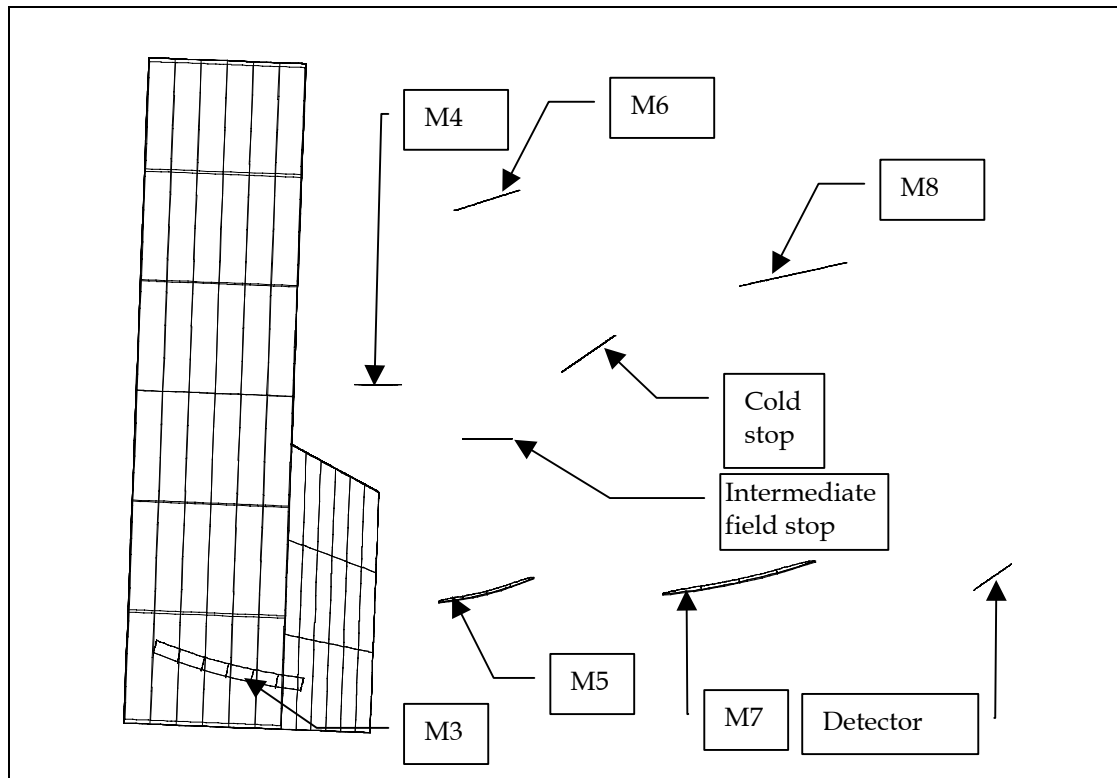 M4
M6
M8
Cold
stop
Intermediate
field stop
M5
M3
M7
Detector